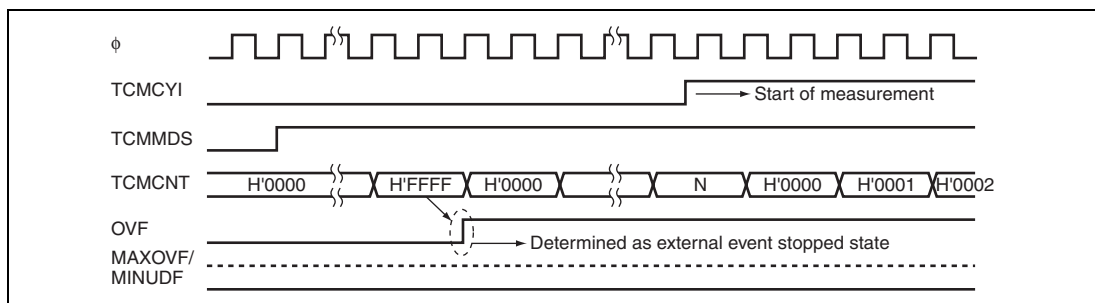 ϕ
TCMCYI
Start of measurement
TCMMDS
TCMCNT
H'0000 H'FFFF H'0000 N H'0000 H'0001 H'0002
OVF
Determined as external event stopped state
MAXOVF/
MINUDF